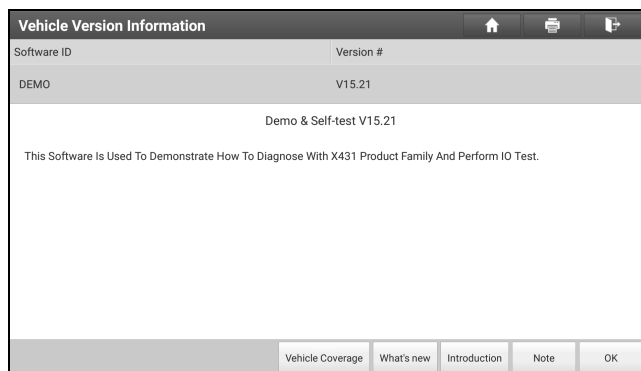 Vehicle Version Information
Software ID Version #
DEMO V15.21
Demo & Self-test V15.21
This Software Is Used To Demonstrate How To Diagnose With X431 Product Family And Perform IO Test.
Vehicle Coverage What's new Introduction Note OK